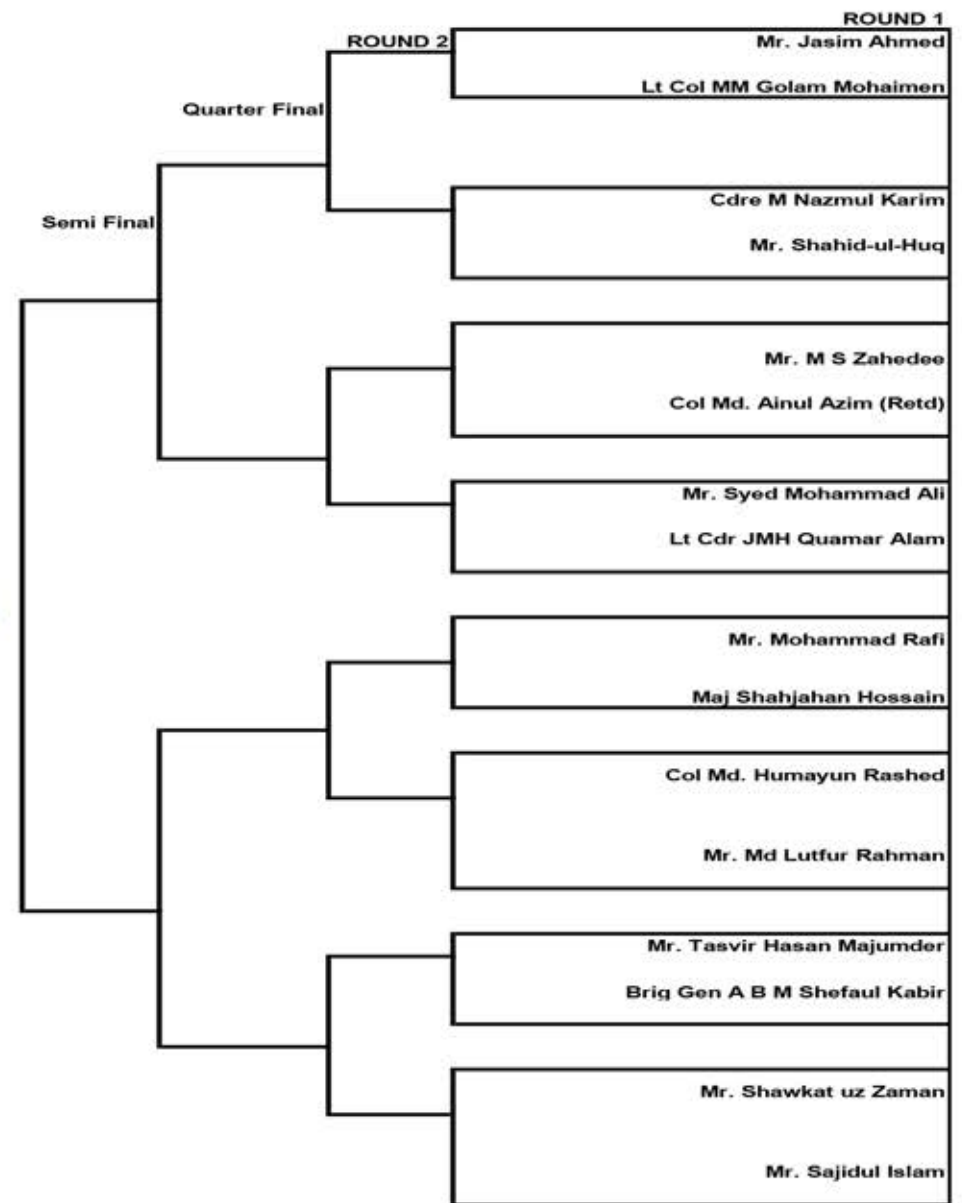 ROUND 1
Mr. Jasim Ahmed
ROUND 2
Lt Col MM Golam Mohaimen
Quarter Final
Cdre M Nazmul Karim
Semi Final
Mr. Shahid-ul-Huq
Mr. M S Zahedee
Col Md. Ainul Azim (Retd)
Mr. Syed Mohammad Ali
Lt Cdr JMH Quamar Alam
Mr. Mohammad Rafi
Maj Shahjahan Hossain
Col Md. Humayun Rashed
Mr. Md Lutfur Rahman
Mr. Tasvir Hasan Majumder
Brig Gen A B M Shefaul Kabir
Mr. Shawkat uz Zaman
Mr. Sajidul Islam